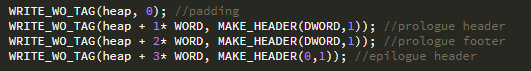 WRITE_WO_TAG(heap, 0); //padding
WRITE_WO_TAG(heap + 1* WORD, MAKE_HEADER(DWORD,1)); //prologue header
WRITE_WO_TAG(heap + 2* WORD, MAKE_HEADER(DWORD,1)); //prologue footer
WRITE_WO_TAG(heap + 3* WORD, MAKE_HEADER(0,1)); //epilogue header